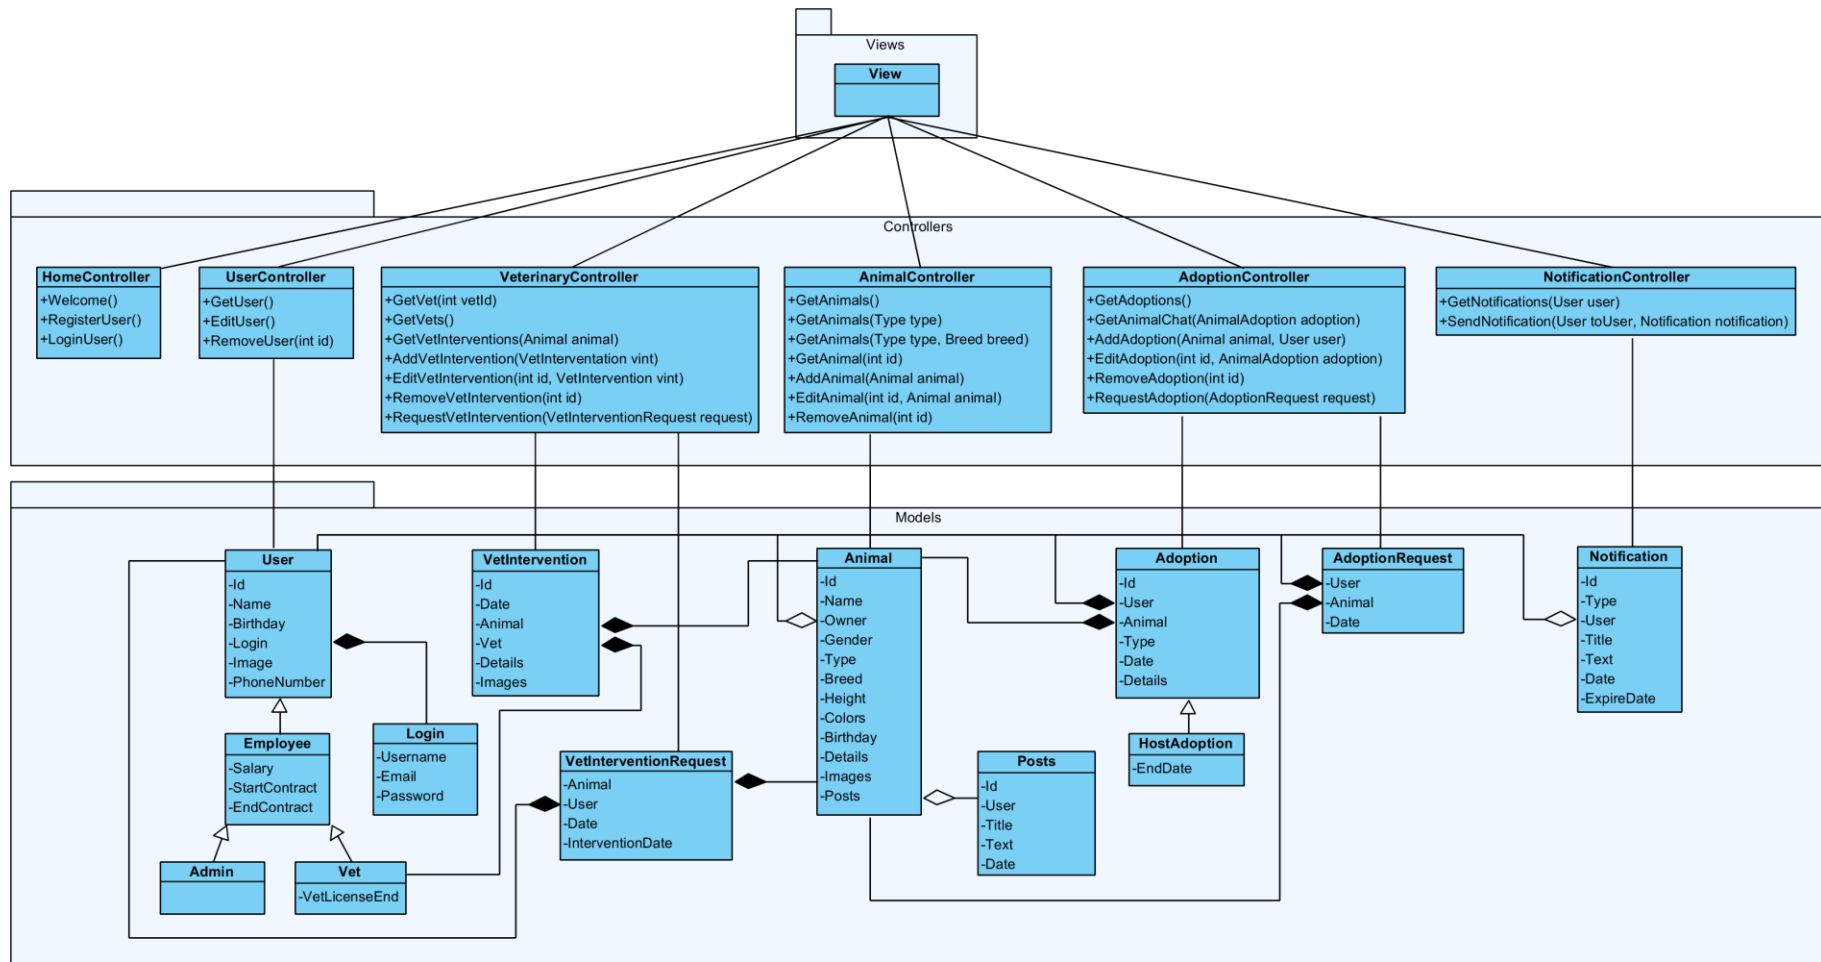 Views
View
Controllers
HomeController
+Welcome()
+RegisterUser()
+LoginUser()
UserController
+GetUser()
+EditUser()
+RemoveUser(int id)
VeterinaryController
+GetVet(int vetId)
+GetVets()
+GetVetInterventions(Animal animal)
+AddVetIntervention(VetInterventation vint)
+EditVetIntervention(int id, VetIntervention vint)
+RemoveVetIntervention(int id)
+RequestVetIntervention(VetInterventionRequest request)
AnimalController
+GetAnimals()
+GetAnimals(Type type)
+GetAnimals(Type type, Breed breed)
+GetAnimal(int id)
+AddAnimal(Animal animal)
+EditAnimal(int id, Animal animal)
+RemoveAnimal(int id)
AdoptionController
+GetAdoptions()
+GetAnimalChat(AnimalAdoption adoption)
+AddAdoption(Animal animal, User user)
+EditAdoption(int id, AnimalAdoption adoption)
+RemoveAdoption(int id)
+RequestAdoption(AdoptionRequest request)
NotificationController
+GetNotifications(User user)
+SendNotification(User toUser, Notification notification)
Models
User
-Id
-Name
-Birthday
-Login
-Image
-PhoneNumber
VetIntervention
-Id
-Date
-Animal
-Vet
-Details
-Images
Animal
-Id
-Name
-Owner
-Gender
-Type
-Breed
-Height
-Colors
-Birthday
-Details
-Images
-Posts
Adoption
-Id
-User
-Animal
-Type
-Date
-Details
AdoptionRequest
-User
-Animal
-Date
Notification
-Id
-Type
-User
-Title
-Text
-Date
-ExpireDate
Employee
-Salary
-StartContract
-EndContract
Login
-Username
-Email
-Password
VetInterventionRequest
-Animal
-User
-Date
-InterventionDate
Posts
-Id
-User
-Title
-Text
-Date
HostAdoption
-EndDate
Admin
Vet
-VetLicenseEnd